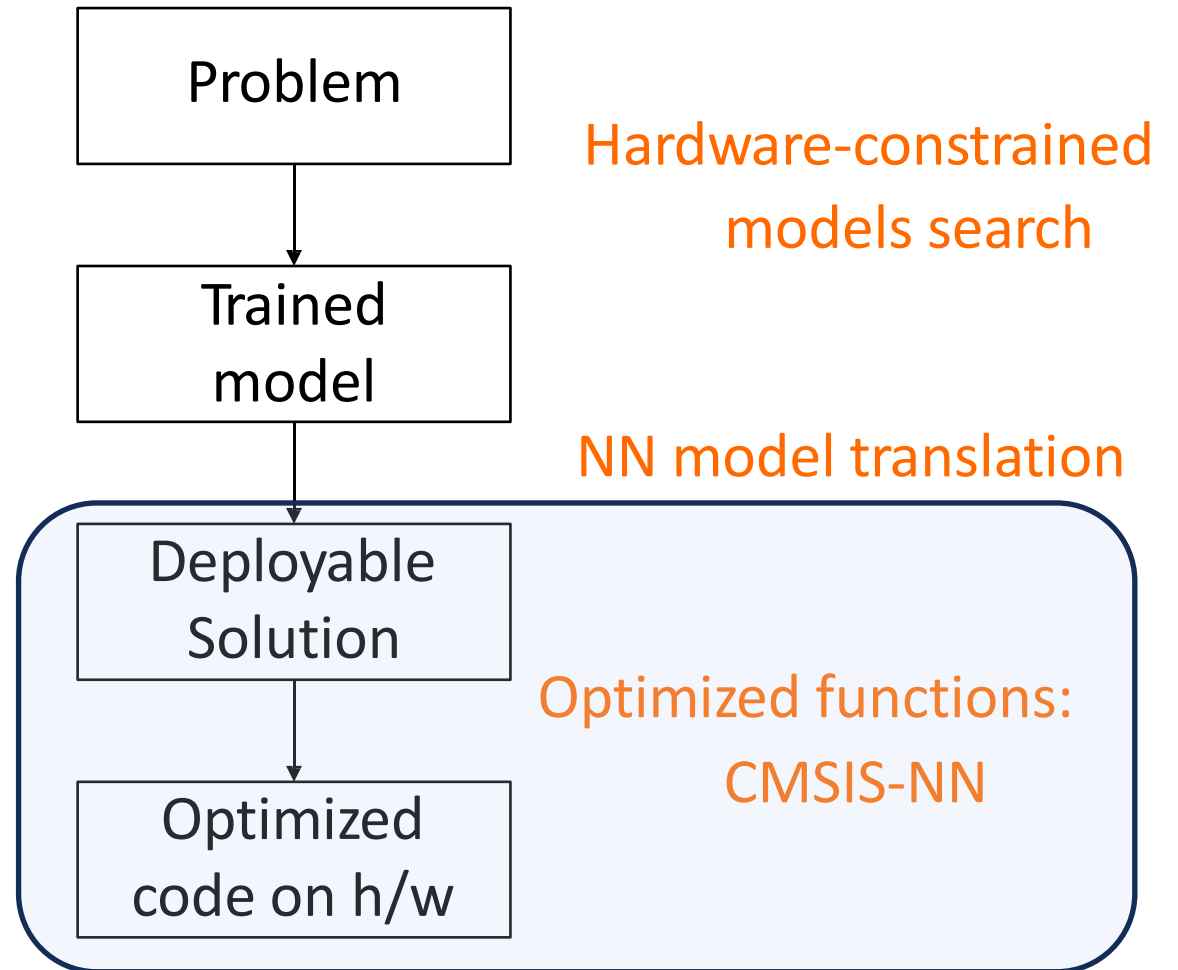 Problem
Hardware-constrained
models search
Trained
model
NN model translation
Deployable
Solution
Optimized functions:
CMSIS-NN
Optimized
code on h/w